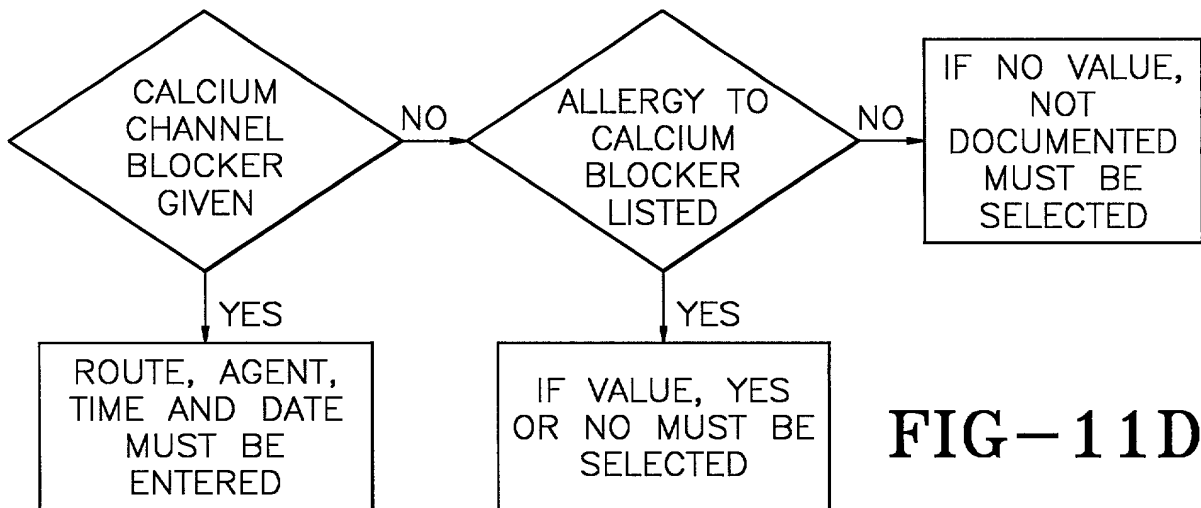 CALCIUM
CHANNEL
BLOCKER
GIVEN
NO
ALLERGY TO
CALCIUM
BLOCKER
LISTED
NO
IF NO VALUE,
NOT
DOCUMENTED
MUST BE
SELECTED
YES
ROUTE, AGENT,
TIME AND DATE
MUST BE
ENTERED
YES
IF VALUE, YES
OR NO MUST BE
SELECTED
FIG-11D